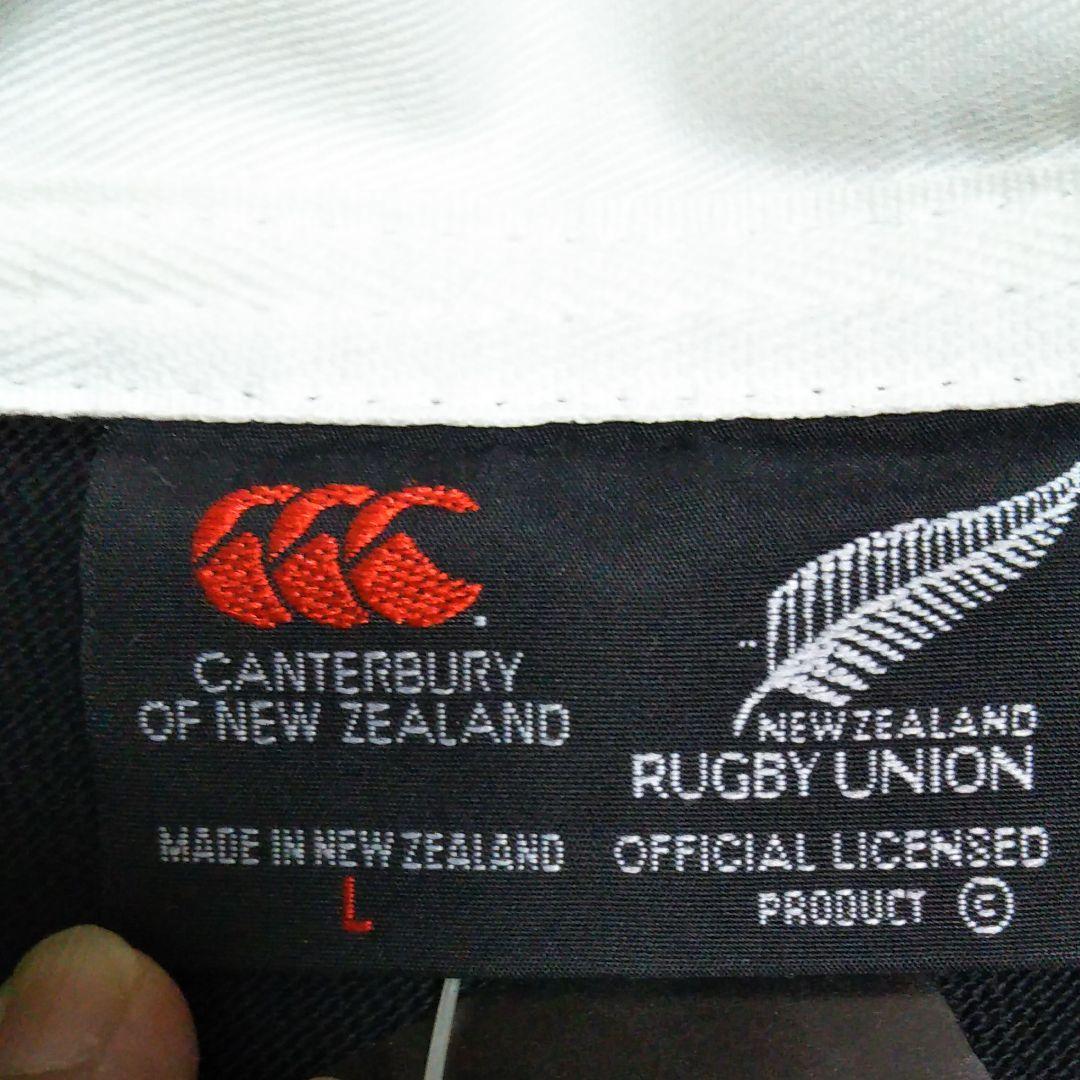 CANTERBURY
OF NEW ZEALAND
MADE IN NEW ZEALAND
L
NEW ZEALAND
RUGBY UNION
OFFICIAL LICENSED
PRODUCT ©